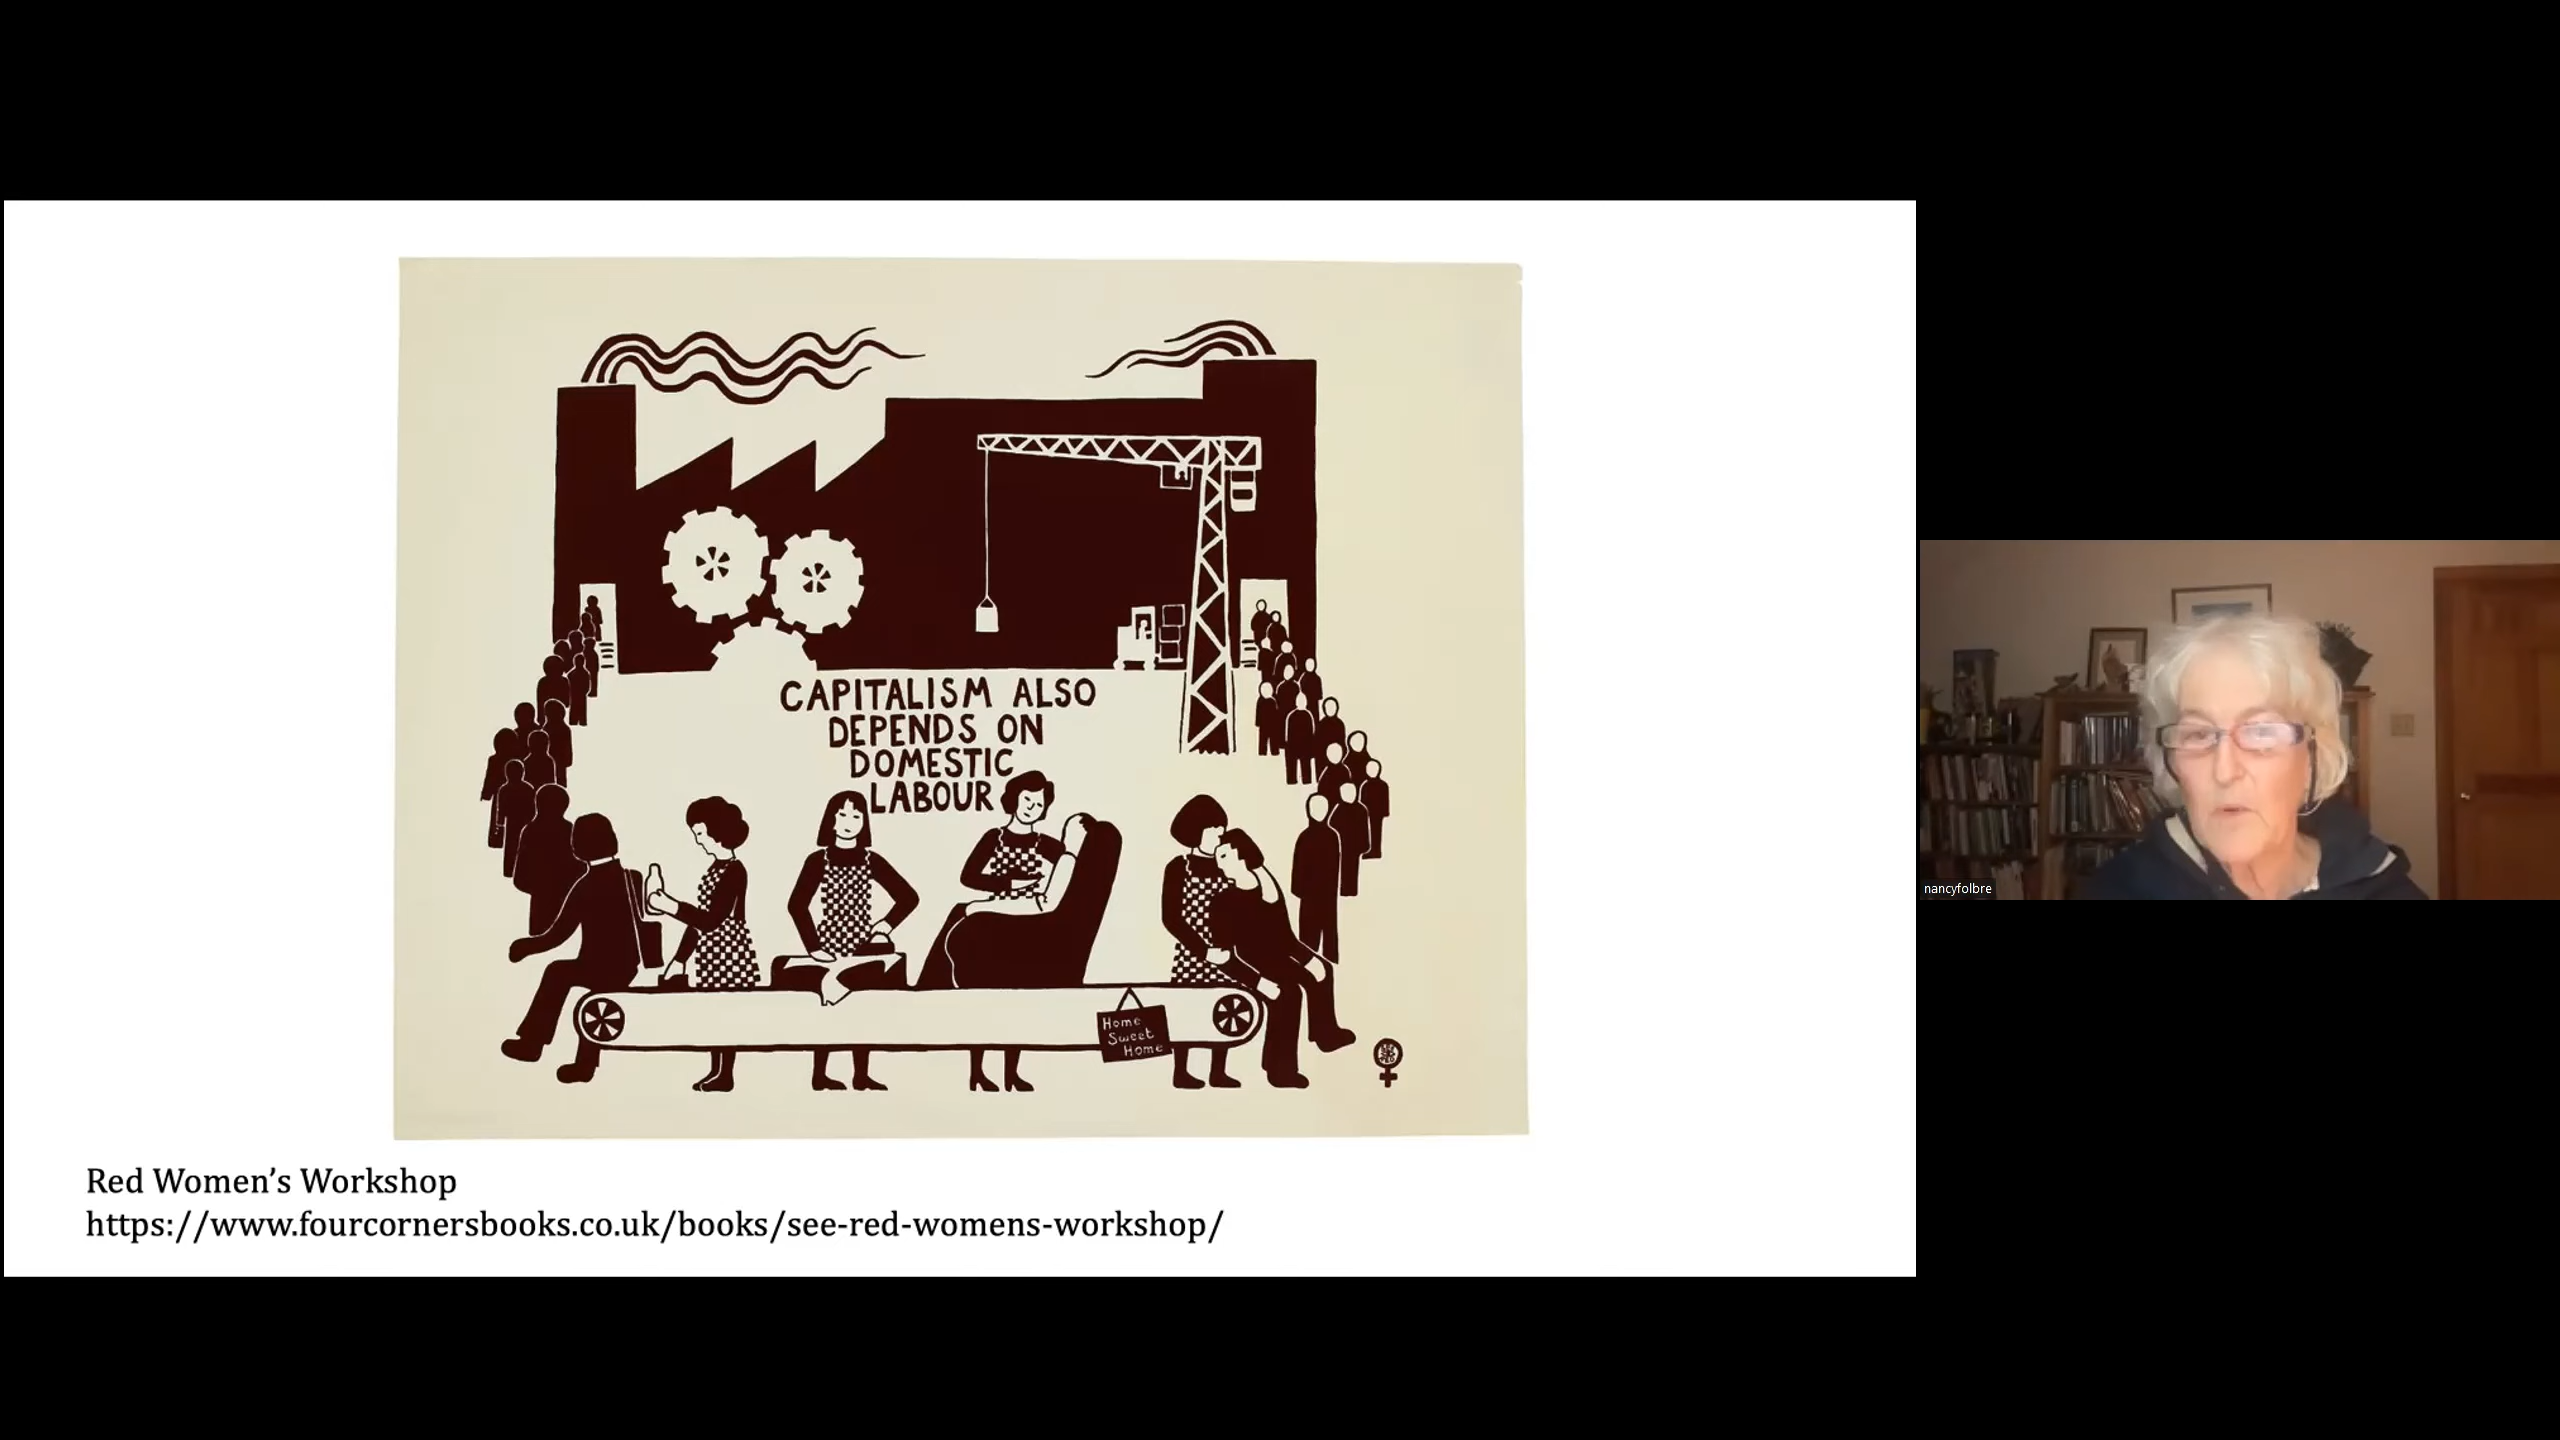 CAPITALISM ALSO
DEPENDS ON
DOMESTIC
LABOUR
Home
Sweet
Home
Red Women's Workshop
https://www.fourcornersbooks.co.uk/books/see-red-womens-workshop/
nancyfolbre